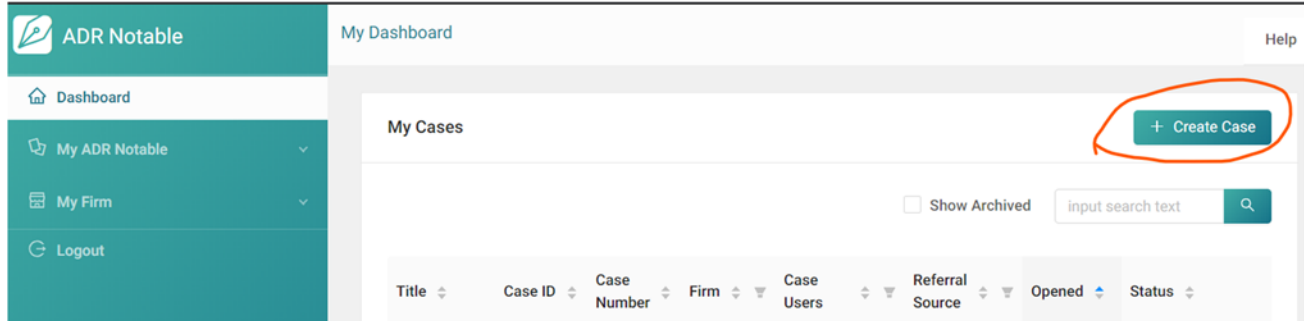 ADR Notable
My Dashboard
Help
Dashboard
My Cases
+ Create Case
My ADR Notable
My Firm
Show Archived
input search text
Logout
Title
Case ID
Case
Number
Firm
Case
Users
Referral
Source
Opened
Status